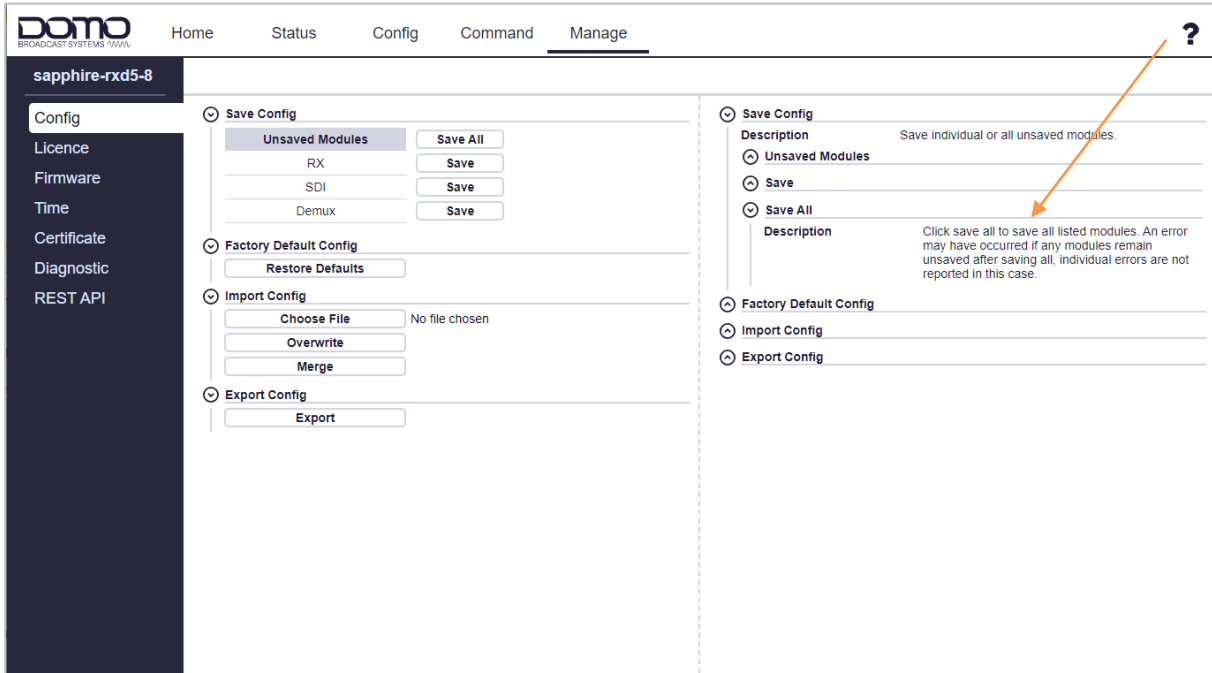 DOMO
BROADCAST SYSTEMS
Home Status Config Command Manage ?
sapphire-rxd5-8
Config
Licence
Firmware
Time
Certificate
Diagnostic
REST API
Save Config
Unsaved Modules Save All
RX Save
SDI Save
Demux Save
Factory Default Config
Restore Defaults
Import Config
Choose File No file chosen
Overwrite
Merge
Export Config
Export
Save Config
Description Save individual or all unsaved modules.
Unsaved Modules
Save
Save All
Description Click save all to save all listed modules. An error
may have occurred if any modules remain
unsaved after saving all, individual errors are not
reported in this case.
Factory Default Config
Import Config
Export Config